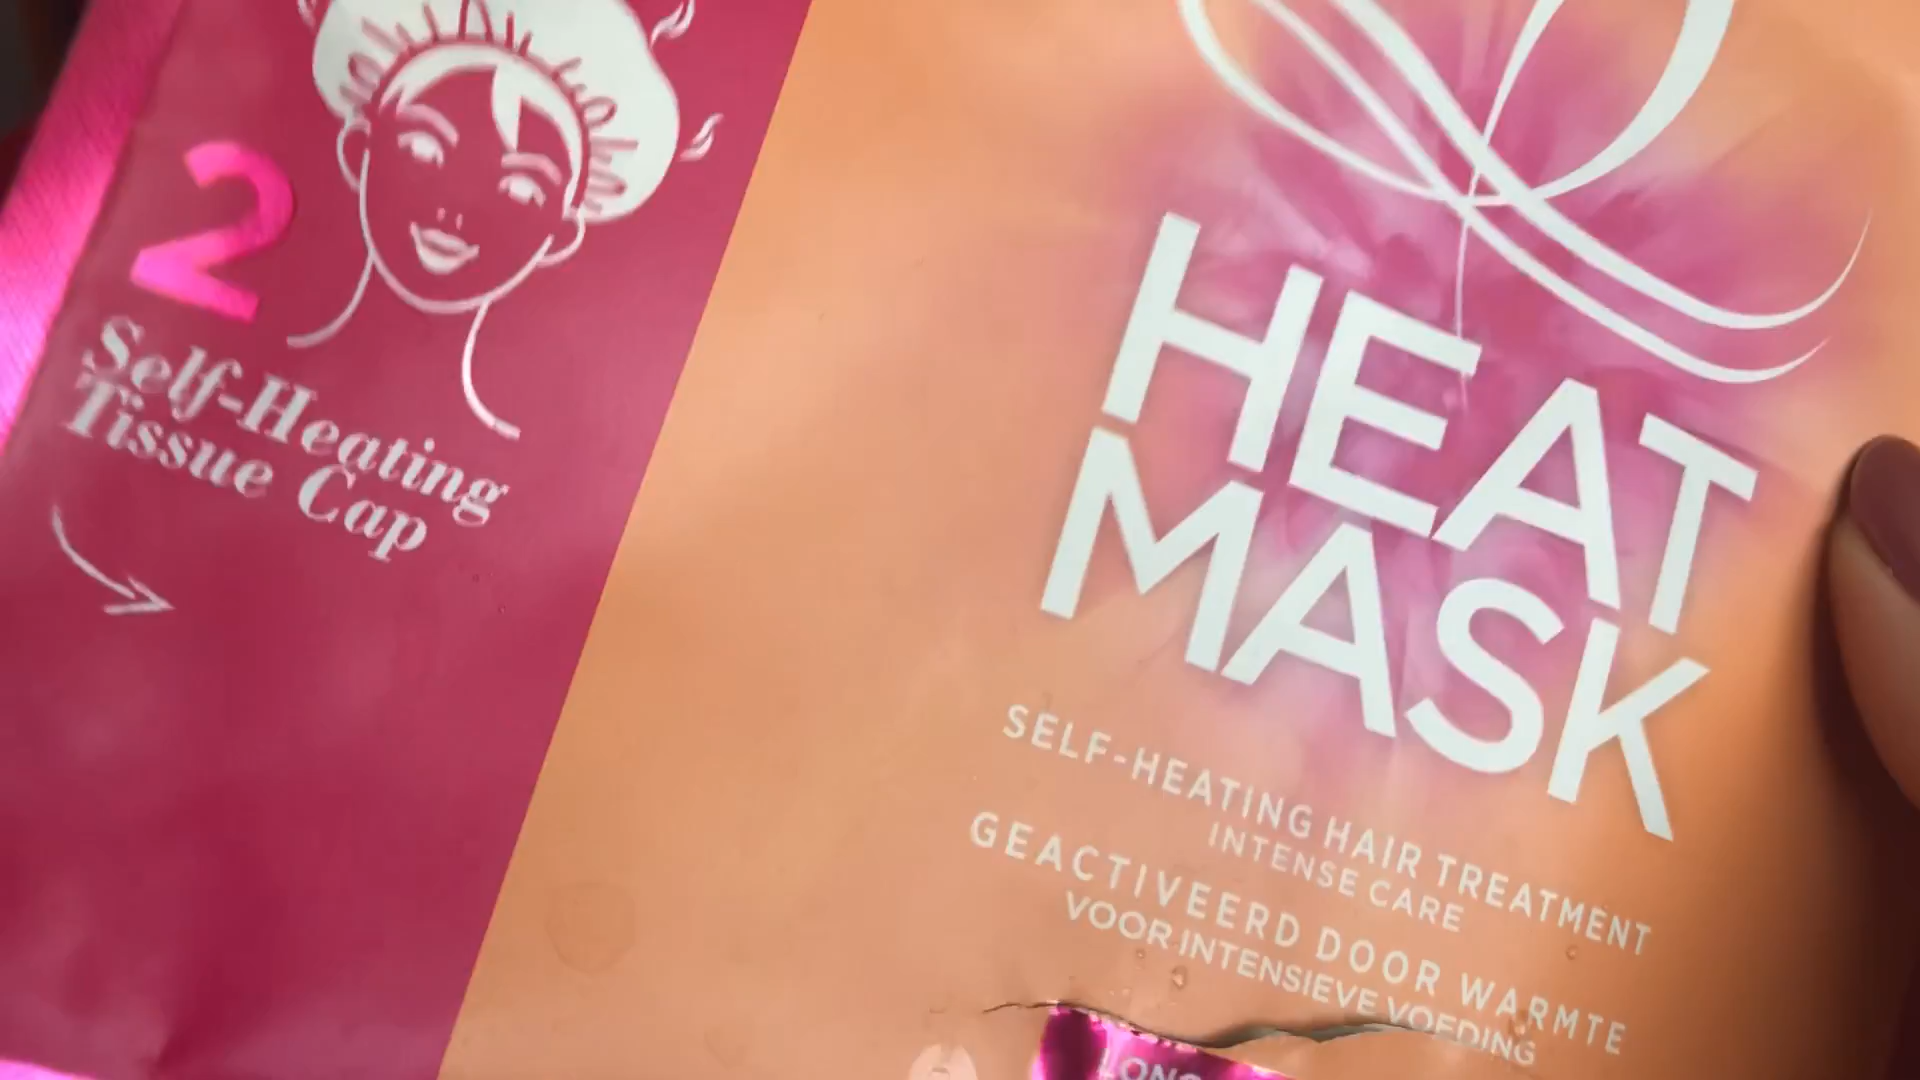 2
Self-Heating
Tissue Cap
HEAT
MASK
SELF-HEATING HAIR TREATMENT
INTENSE CARE
GEACTIVEERD DOOR WARMTE
VOOR INTENSIEVE VOEDING